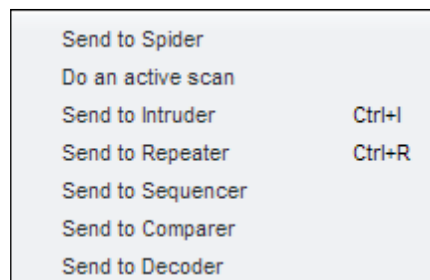 Send to Spider
Do an active scan
Send to Intruder Ctrl+I
Send to Repeater Ctrl+R
Send to Sequencer
Send to Comparer
Send to Decoder